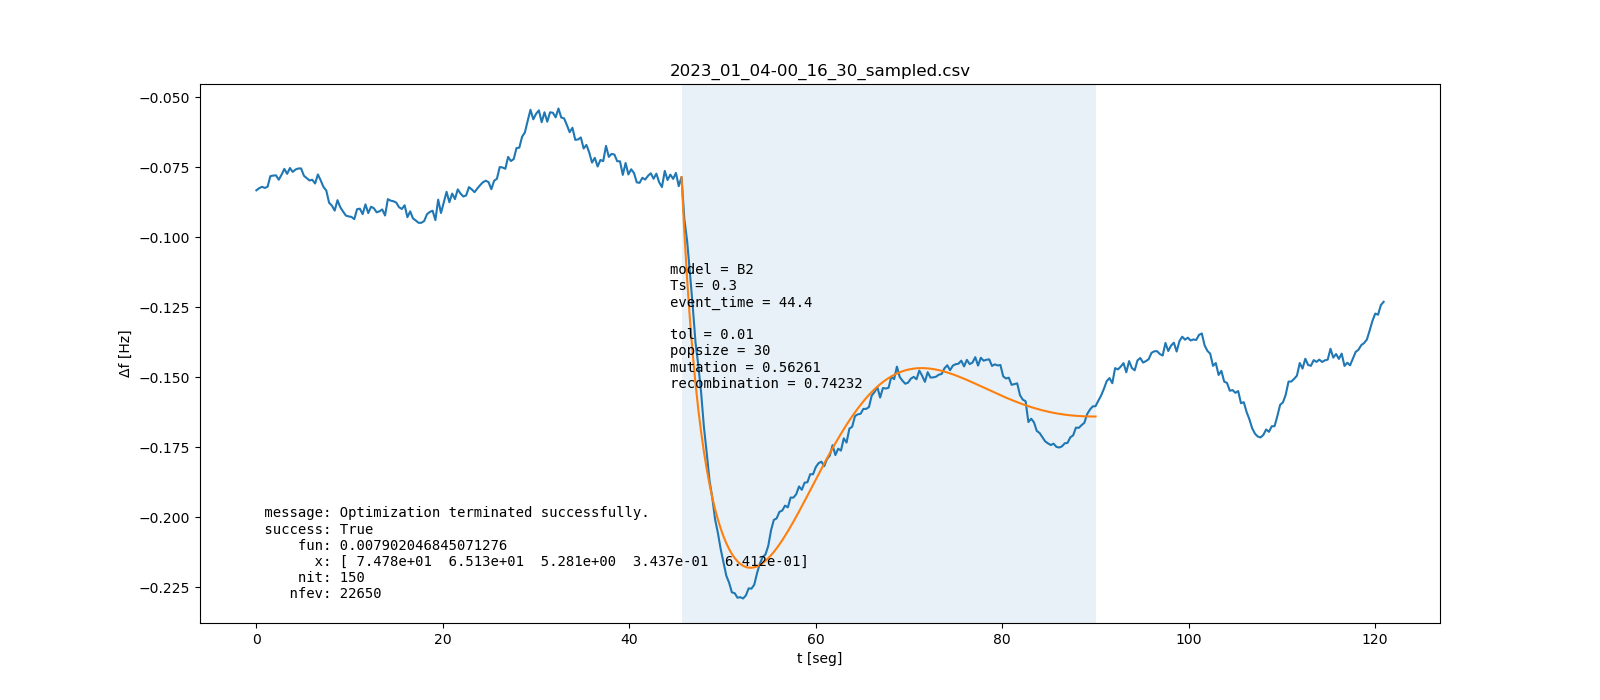 2023_01_04-00_16_30_sampled.csv
−0.050
−0.075
−0.100
−0.125
−0.150
−0.175
−0.200
−0.225
Δf [Hz]
model = B2
Ts = 0.3
event_time = 44.4
tol = 0.01
popsize = 30
mutation = 0.56261
recombination = 0.74232
message: Optimization terminated successfully.
success: True
fun: 0.007902046845071276
x: [ 7.478e+01 6.513e+01 5.281e+00 3.437e-01 6.412e-01]
nit: 150
nfev: 22650
0 20 40 60 80 100 120
t [seg]